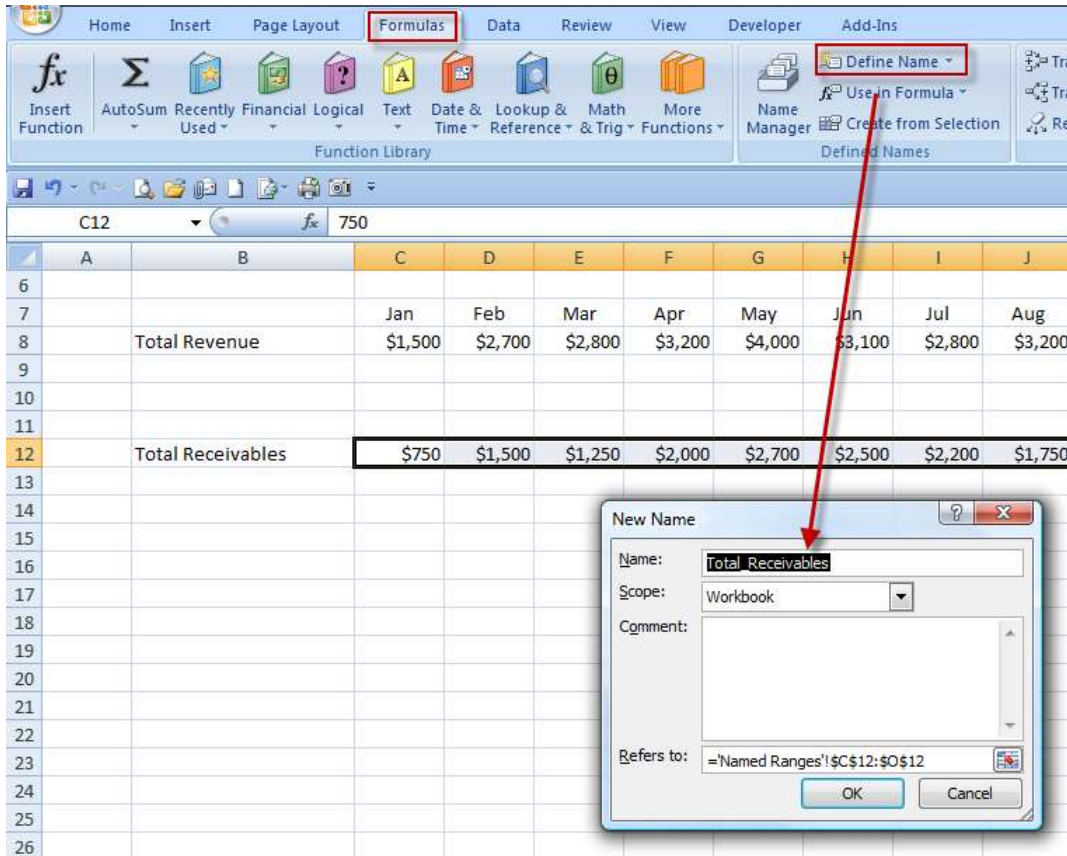 Home Insert Page Layout Formulas Data Review View Developer Add-Ins
fx Σ A ? θ
Insert Function AutoSum Recently Used Financial Logical Text Date & Time Lookup & Reference Math & Trig More Functions
Function Library
Name Manager
Define Name
fx Use in Formula
Create from Selection
Defined Names
Tra
Tra
Re
C12 fx 750
A B C D E F G H I J
6
7 Jan Feb Mar Apr May Jun Jul Aug
8 Total Revenue $1,500 $2,700 $2,800 $3,200 $4,000 $3,100 $2,800 $3,200
9
10
11
12 Total Receivables $750 $1,500 $1,250 $2,000 $2,700 $2,500 $2,200 $1,750
13
14
15
16
17
18
19
20
21
22
23
24
25
26
New Name ?
Name: Total_Receivables
Scope: Workbook
Comment:
Refers to: ='Named Ranges'!$C$12:$O$12
OK Cancel